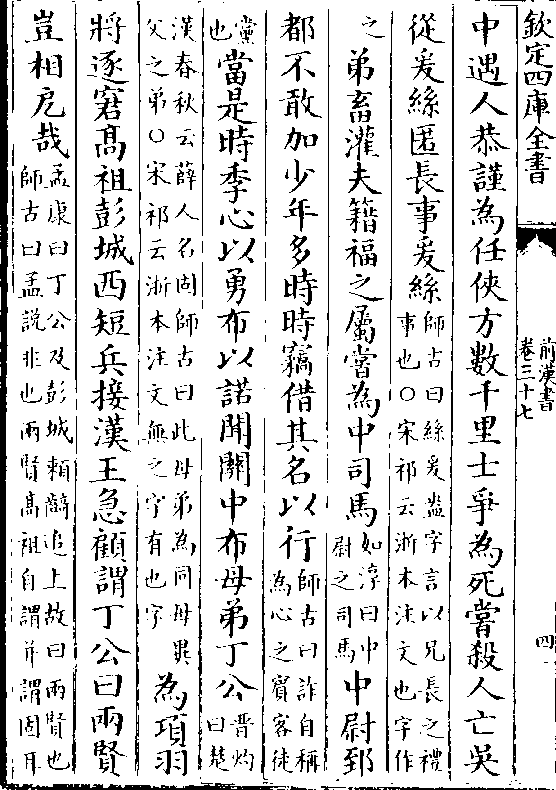 欽定四庫全書
前漢書
卷三十七
四
中遇人恭謹為任俠方數千里士爭為死嘗殺人亡吳
從爰絲匿長事爰絲師古曰絲爰盎字言以兄長之禮
事也○宋祁云浙本注文也字作
之弟畜灌夫籍福之屬嘗為中司馬如淳曰中
尉之司馬中尉郅
都不敢加少年多時時竊借其名以行師古曰詐自稱
為心之賓客徒
黨
也當是時季心以勇布以諾聞關中布母弟丁公晋灼
曰楚
漢春秋云薛人名固師古曰此母弟為同母異
父之弟○宋祁云浙本注文無之字有也字為項羽
將逐窘髙祖彭城西短兵接漢王急顧謂丁公曰兩賢
豈相戹哉孟康曰丁公及彭城賴齮追上故曰兩賢也
師古曰孟説非也兩賢髙祖自謂并謂固耳